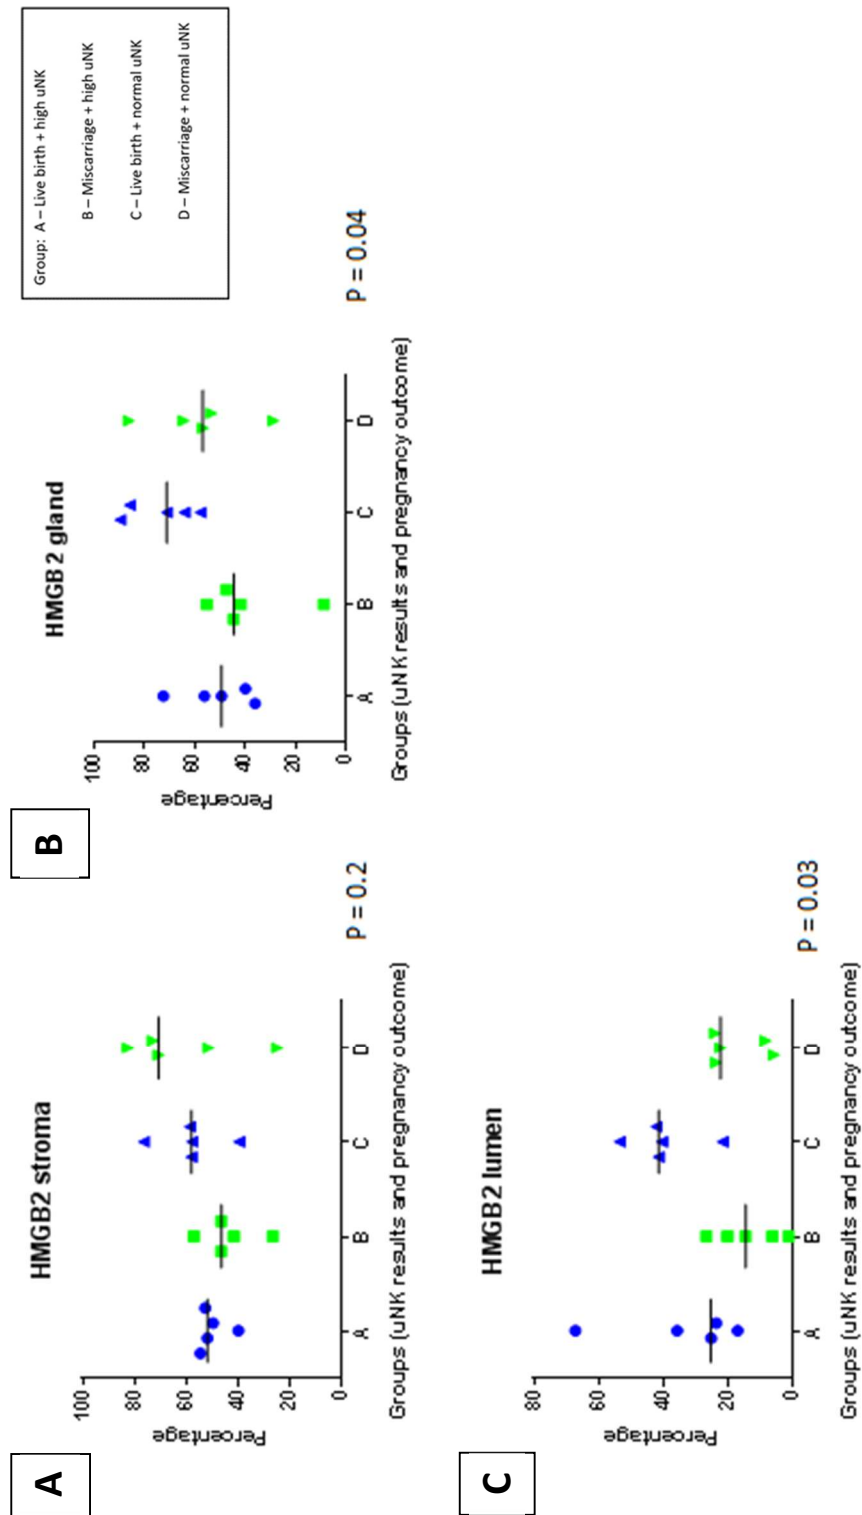 A
HMGB2 stroma
Percentage
100
80
60
40
20
0
A B C D
Groups (uNK results and pregnancy outcome)
P = 0.2
B
HMGB2 gland
Percentage
100
80
60
40
20
0
A B C D
Groups (uNK results and pregnancy outcome)
P = 0.04
Group: A – Live birth + high uNK
B – Miscarriage + high uNK
C – Live birth + normal uNK
D – Miscarriage + normal uNK
C
HMGB2 lumen
Percentage
80
60
40
20
0
A B C D
Groups (uNK results and pregnancy outcome)
P = 0.03